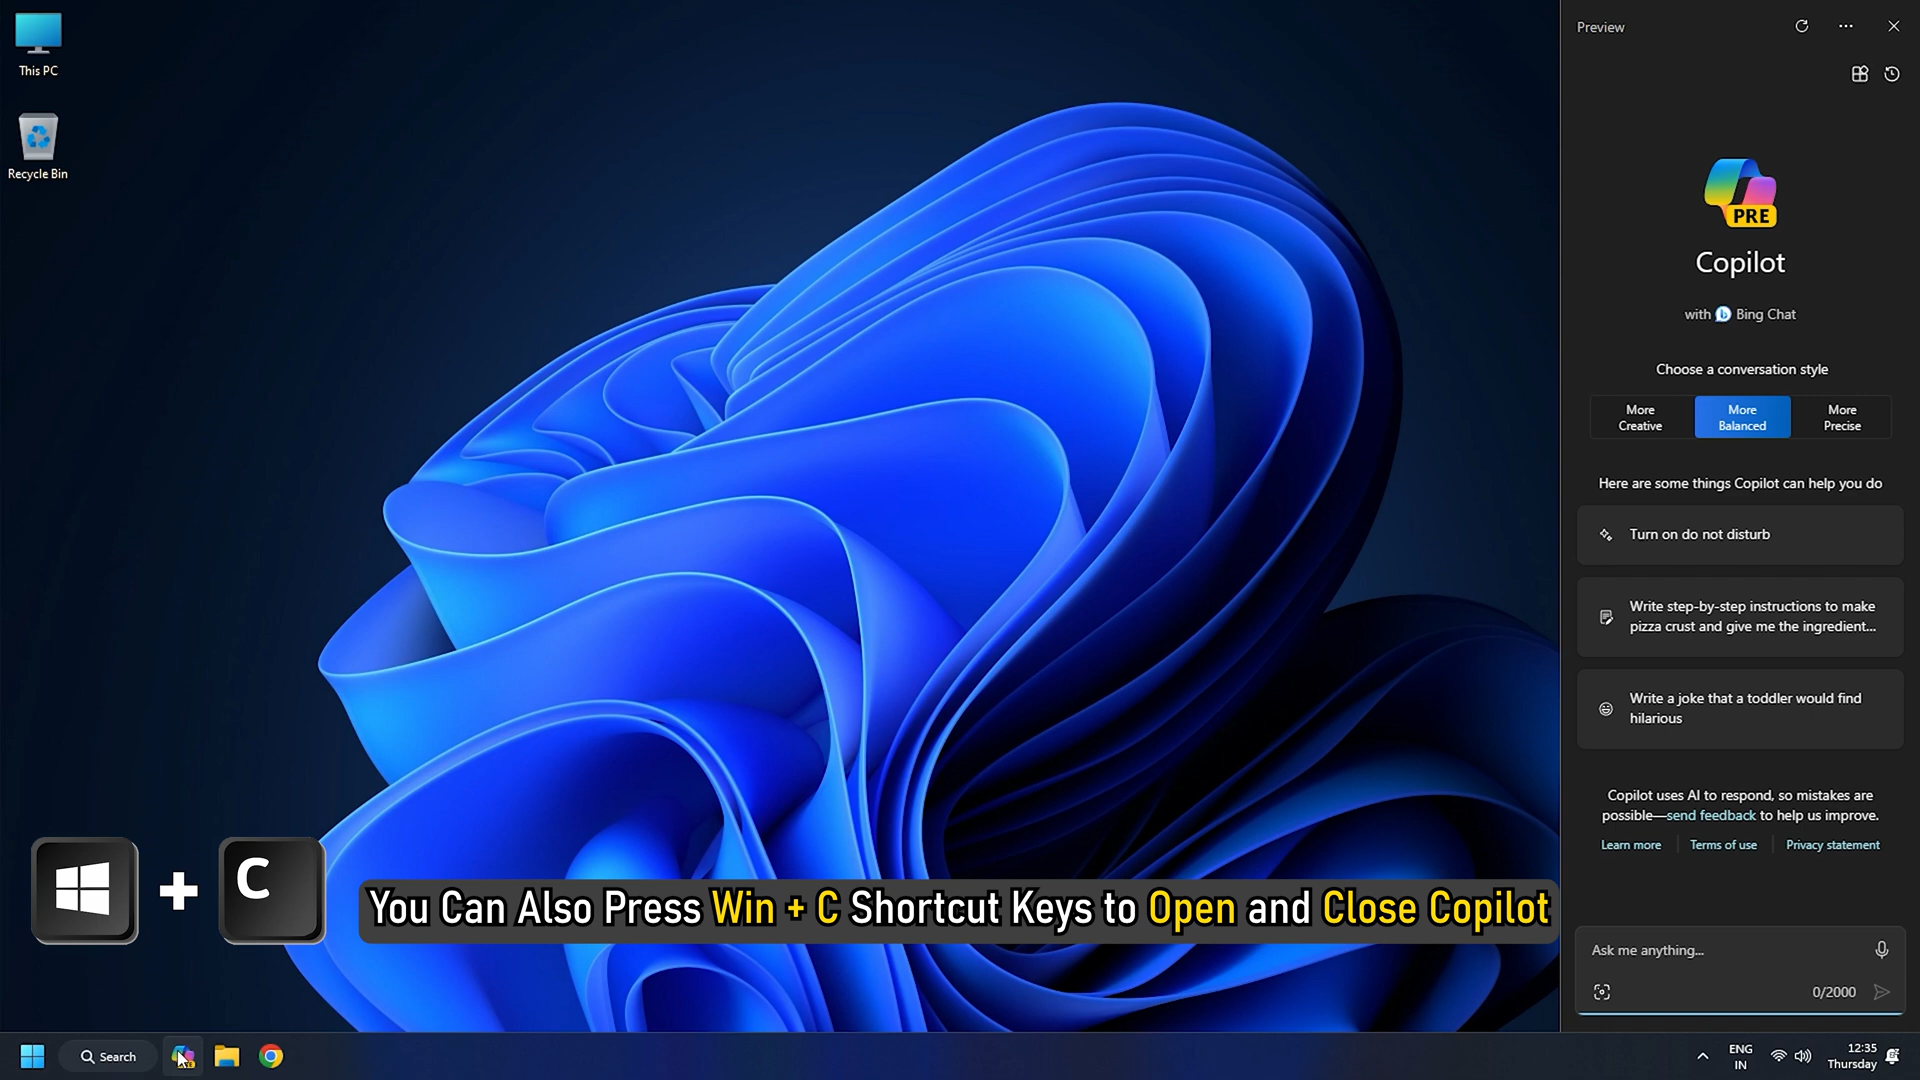 This PC
Recycle Bin
Preview
PRE
Copilot
with Bing Chat
Choose a conversation style
More Creative
More Balanced
More Precise
Here are some things Copilot can help you do
Turn on do not disturb
Write step-by-step instructions to make
pizza crust and give me the ingredient...
Write a joke that a toddler would find
hilarious
Copilot uses AI to respond, so mistakes are
possible—send feedback to help us improve.
Learn more
Terms of use
Privacy statement
+ C
You Can Also Press Win + C Shortcut Keys to Open and Close Copilot
Ask me anything...
0/2000
Search
ENG
IN
12:35
Thursday